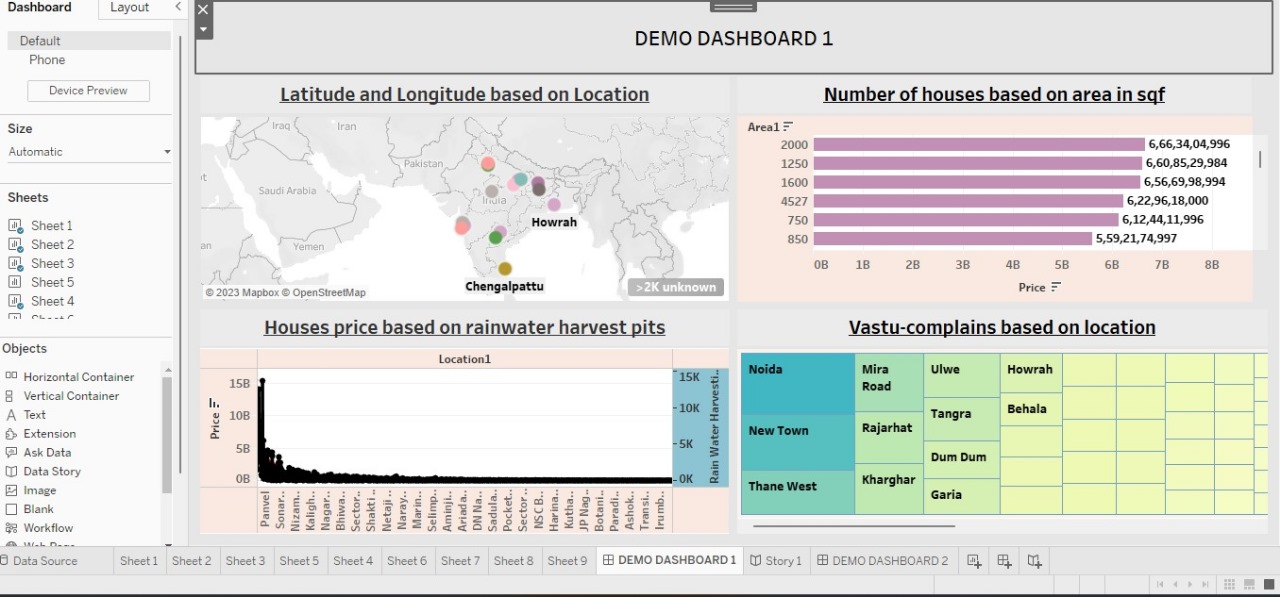 Dashboard
Layout
Default
Phone
Device Preview
Size
Automatic
Sheets
Sheet 1
Sheet 2
Sheet 3
Sheet 5
Sheet 4
Objects
Horizontal Container
Vertical Container
Text
Extension
Ask Data
Data Story
Image
Blank
Workflow
DEMO DASHBOARD 1
Latitude and Longitude based on Location
Iraq
Iran
Pakistan
Saudi Arabia
India
Yemen
Howrah
Chengalpattu
© 2023 Mapbox © OpenStreetMap
>2K unknown
Number of houses based on area in sqf
Area1
2000 6,66,34,04,996
1250 6,60,85,29,984
1600 6,56,69,98,994
4527 6,22,96,18,000
750 6,12,44,11,996
850 5,59,21,74,997
0B 1B 2B 3B 4B 5B 6B 7B 8B
Price
Houses price based on rainwater harvest pits
Location1
Price
15B
10B
5B
0B
15K
10K
5K
0K
Rain Water Harvesti..
Panvel
Sonar..
Nizam..
Kaligh..
Nagar..
Bhiwa..
Sector..
Shakti ..
Netaji ..
Naray..
Marin..
Selimp..
Aminji..
Ariada..
DN Na..
Sadula..
Pocket..
Sector ..
NSC B..
Harina..
Kutha..
JP Nag..
Botani..
Paradi..
Ashok..
Transi..
Irumb..
Vastu-complains based on location
Noida
New Town
Thane West
Mira
Road
Rajarhat
Kharghar
Ulwe
Tangra
Dum Dum
Garia
Howrah
Behala
Data Source
Sheet 1
Sheet 2
Sheet 3
Sheet 5
Sheet 4
Sheet 6
Sheet 7
Sheet 8
Sheet 9
DEMO DASHBOARD 1
Story 1
DEMO DASHBOARD 2